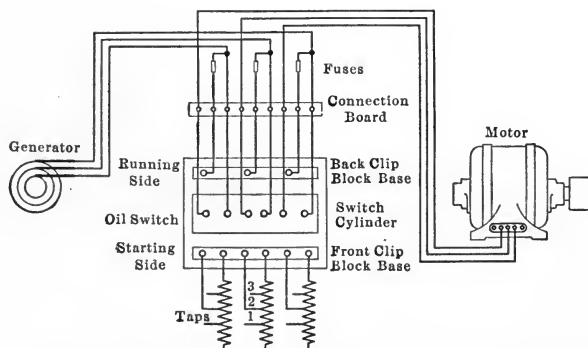 Fuses
Connection
Board
Generator
Motor
Running
Side
Back Clip
Block Base
Oil Switch
Switch
Cylinder
Starting
Side
Front Clip
Block Base
3
2
Taps
1